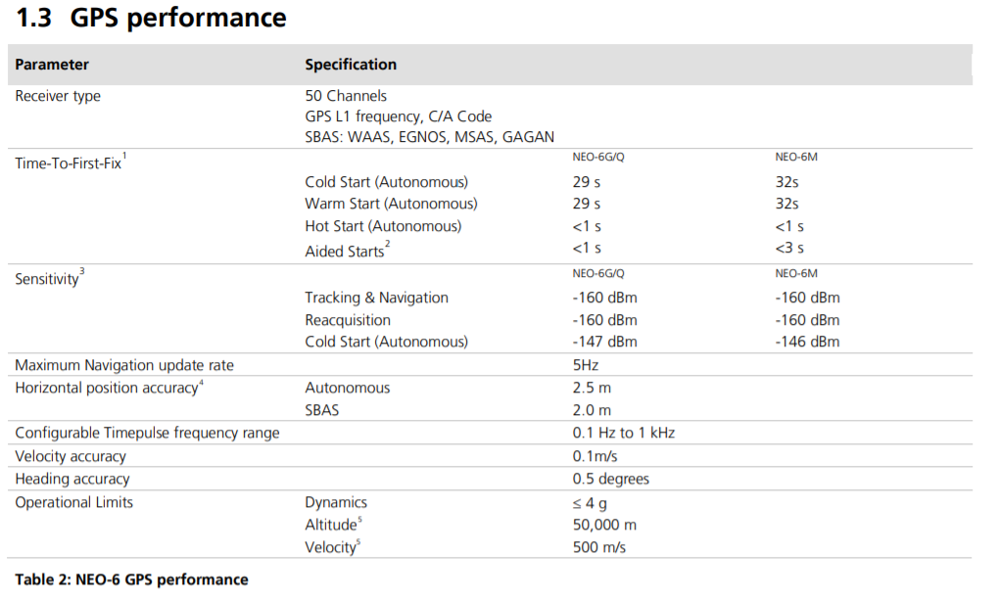 1.3 GPS performance
Parameter Specification
Receiver type 50 Channels
GPS L1 frequency, C/A Code
SBAS: WAAS, EGNOS, MSAS, GAGAN
Time-To-First-Fix1 NEO-6G/Q NEO-6M
Cold Start (Autonomous) 29 s 32s
Warm Start (Autonomous) 29 s 32s
Hot Start (Autonomous) <1 s <1 s
Aided Starts2 <1 s <3 s
Sensitivity3 NEO-6G/Q NEO-6M
Tracking & Navigation -160 dBm -160 dBm
Reacquisition -160 dBm -160 dBm
Cold Start (Autonomous) -147 dBm -146 dBm
Maximum Navigation update rate 5Hz
Horizontal position accuracy4 Autonomous 2.5 m
SBAS 2.0 m
Configurable Timepulse frequency range 0.1 Hz to 1 kHz
Velocity accuracy 0.1m/s
Heading accuracy 0.5 degrees
Operational Limits Dynamics ≤ 4 g
Altitude5 50,000 m
Velocity5 500 m/s
Table 2: NEO-6 GPS performance